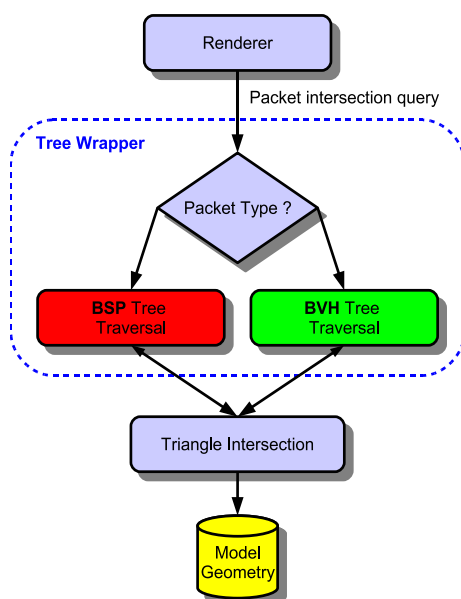 Renderer
Packet intersection query
Tree Wrapper
Packet Type ?
BSP Tree
Traversal
BVH Tree
Traversal
Triangle Intersection
Model
Geometry